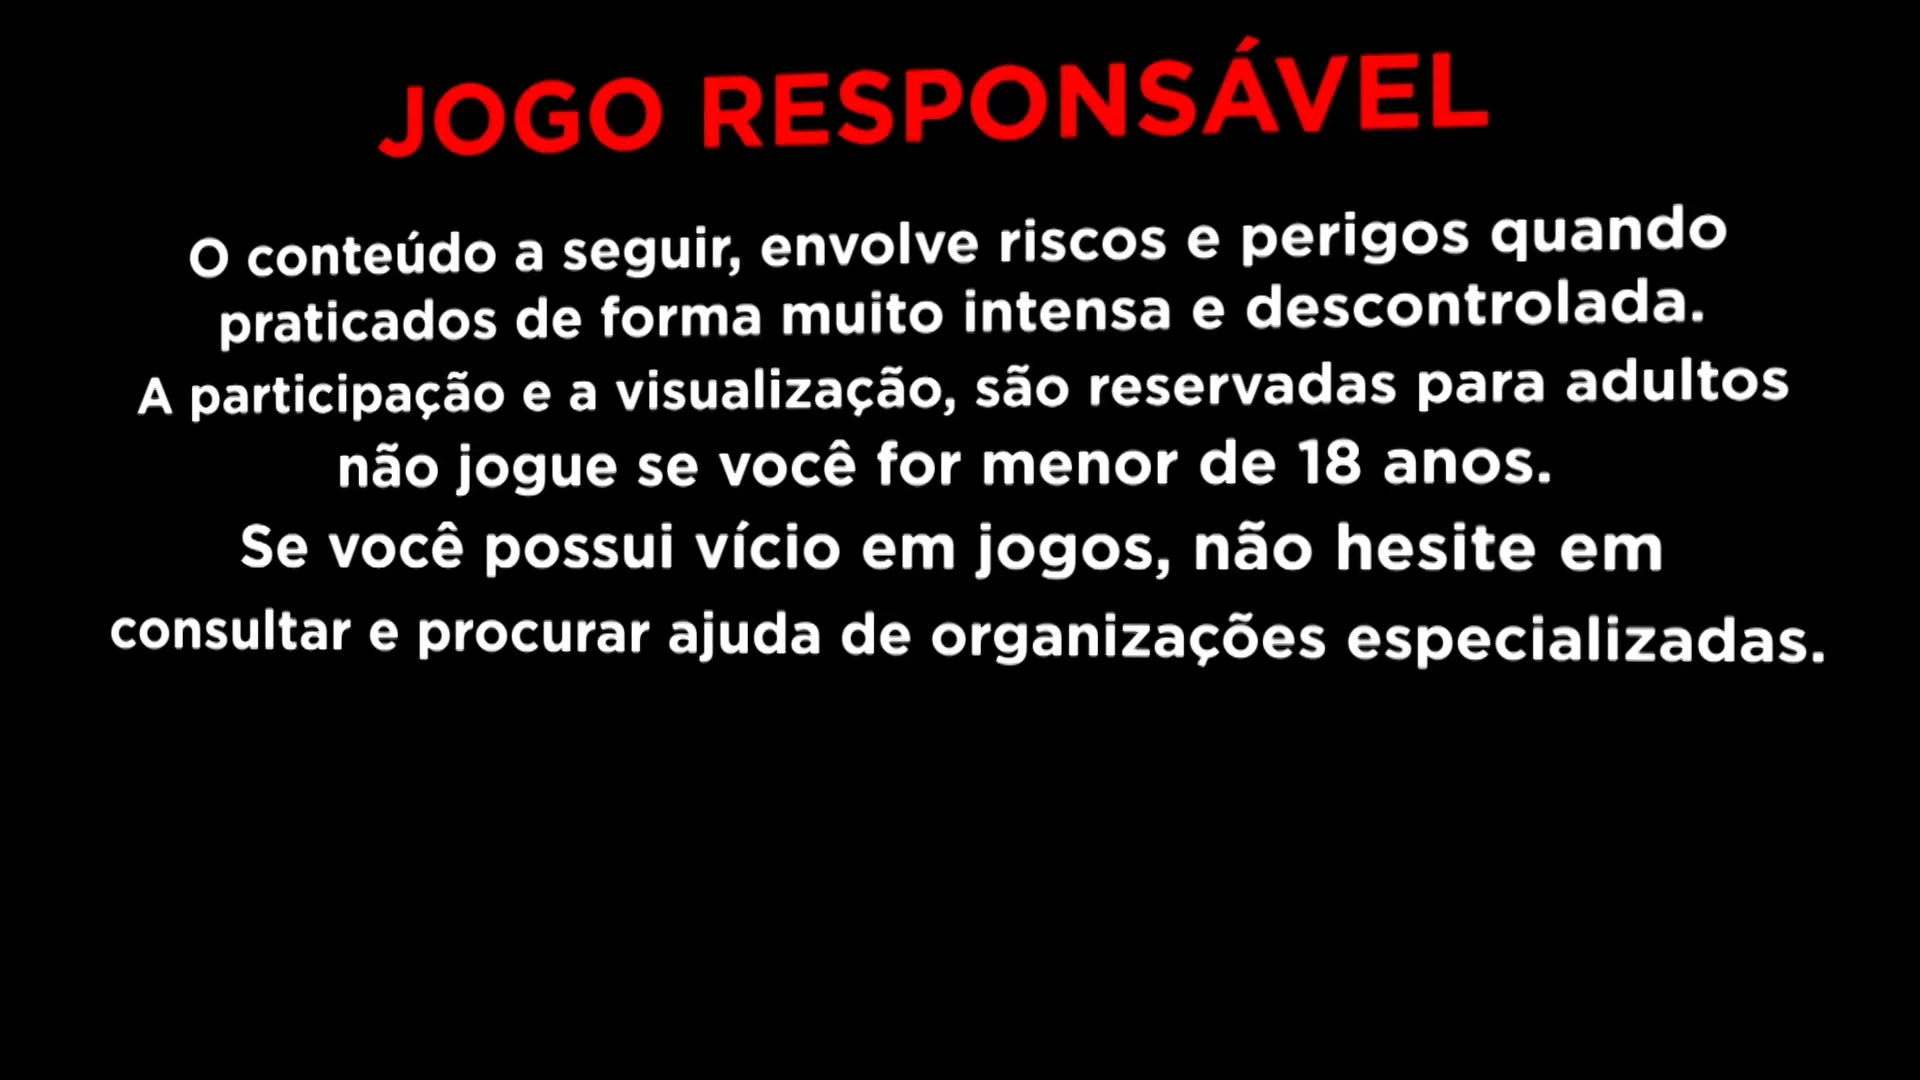 JOGO RESPONSÁVEL
O conteúdo a seguir, envolve riscos e perigos quando
praticados de forma muito intensa e descontrolada.
A participação e a visualização, são reservadas para adultos
não jogue se você for menor de 18 anos.
Se você possui vício em jogos, não hesite em
consultar e procurar ajuda de organizações especializadas.